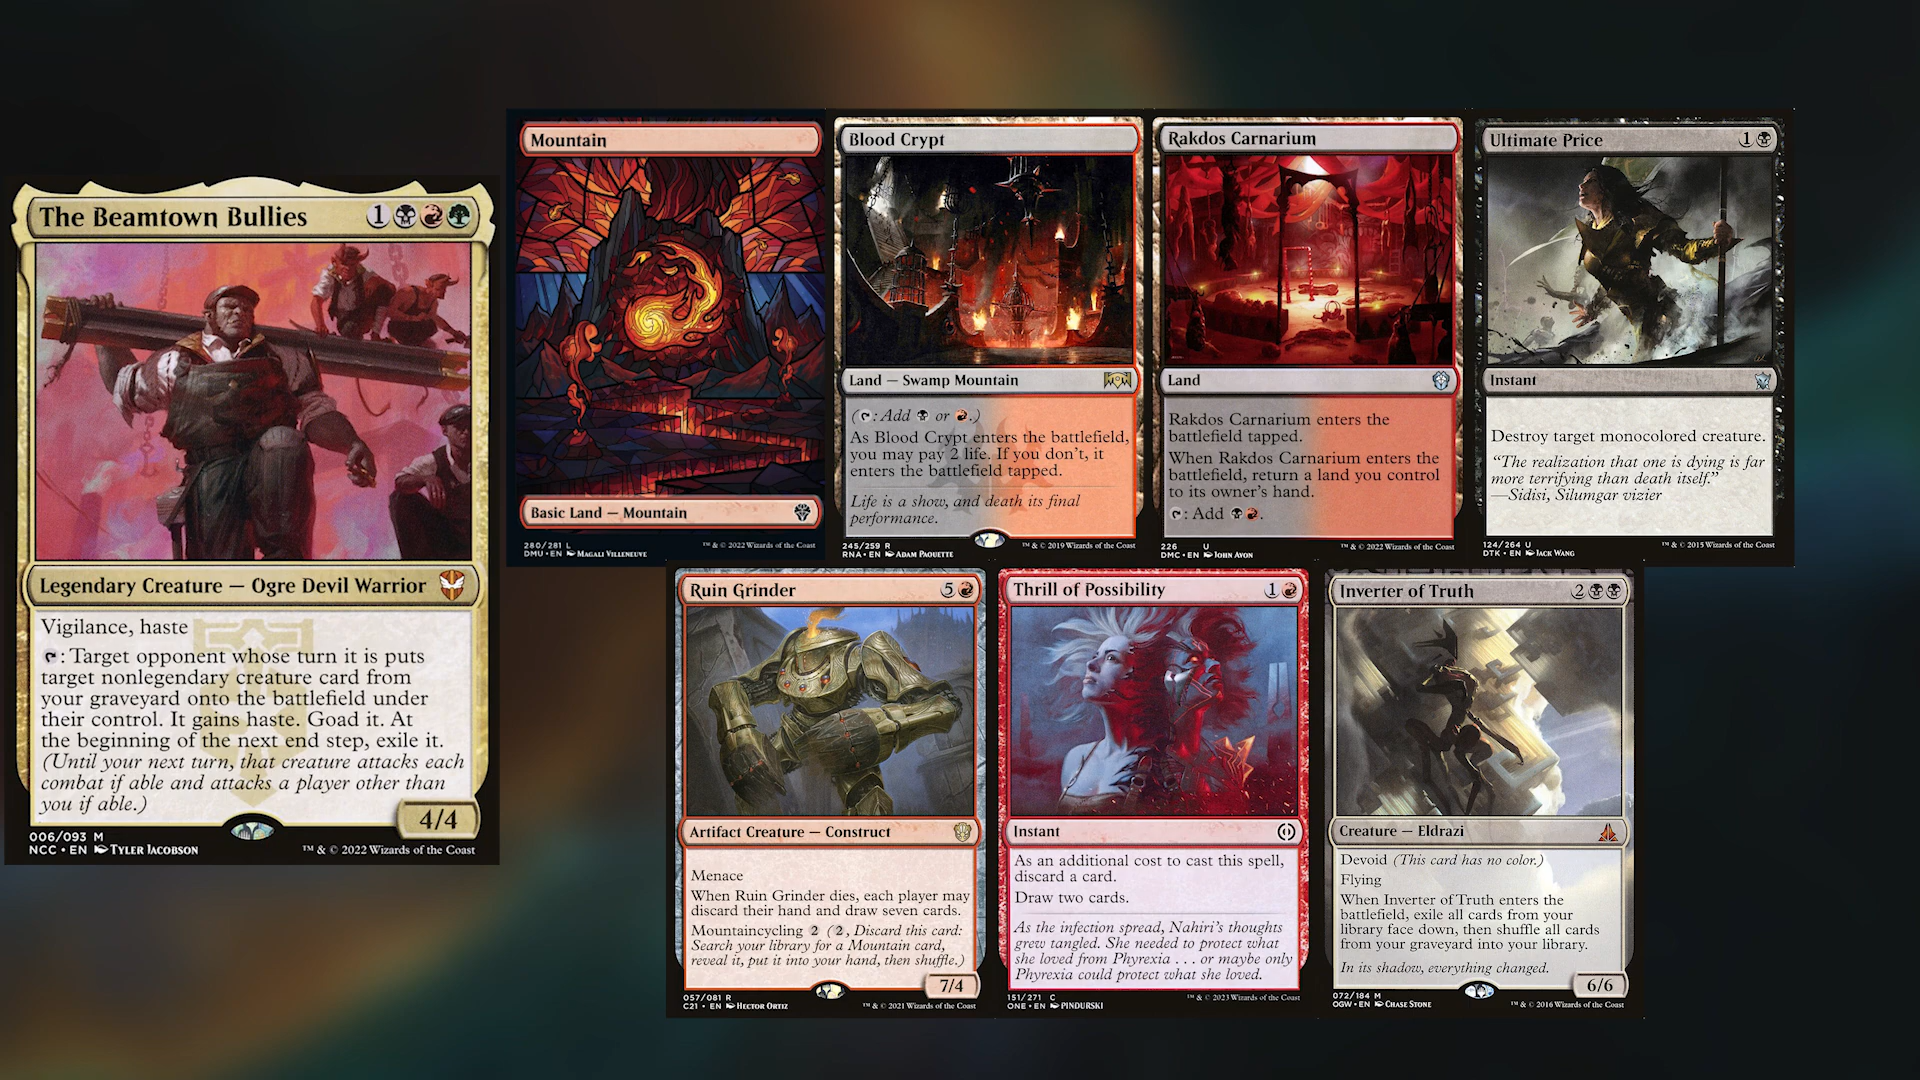 The Beamtown Bullies 1
Legendary Creature — Ogre Devil Warrior
Vigilance, haste
: Target opponent whose turn it is puts
target nonlegendary creature card from
your graveyard onto the battlefield under
their control. It gains haste. Goad it. At
the beginning of the next end step, exile it.
(Until your next turn, that creature attacks each
combat if able and attacks a player other than
you if able.)
4/4
006/093 M
NCC • EN TYLER JACOBSON
™ & © 2022 Wizards of the Coast
Mountain
Basic Land — Mountain
280/281 L
DMU • EN MAGALI VILLENEUVE
™ & © 2022 Wizards of the Coast
Blood Crypt
Land — Swamp Mountain
(: Add or .)
As Blood Crypt enters the battlefield,
you may pay 2 life. If you don't, it
enters the battlefield tapped.
Life is a show, and death its final
performance.
245/259 R
RNA • EN ADAM PAQUETTE
™ & © 2019 Wizards of the Coast
Rakdos Carnarium
Land
Rakdos Carnarium enters the
battlefield tapped.
When Rakdos Carnarium enters the
battlefield, return a land you control
to its owner's hand.
: Add .
226 U
DMC • EN JOHN AVON
™ & © 2022 Wizards of the Coast
Ultimate Price 1
Instant
Destroy target monocolored creature.
"The realization that one is dying is far
more terrifying than death itself."
—Sidisi, Silumgar vizier
124/264 U
DTK • EN JACK WANG
™ & © 2015 Wizards of the Coast
Ruin Grinder 5
Artifact Creature — Construct
Menace
When Ruin Grinder dies, each player may
discard their hand and draw seven cards.
Mountaincycling 2 (2, Discard this card:
Search your library for a Mountain card,
reveal it, put it into your hand, then shuffle.)
7/4
057/081 R
C21 • EN HECTOR ORTIZ
™ & © 2021 Wizards of the Coast
Thrill of Possibility 1
Instant
As an additional cost to cast this spell,
discard a card.
Draw two cards.
As the infection spread, Nahiri's thoughts
grew tangled. She needed to protect what
she loved from Phyrexia . . . or maybe only
Phyrexia could protect what she loved.
151/271 C
ONE • EN PINDURSKI
™ & © 2023 Wizards of the Coast
Inverter of Truth 2
Creature — Eldrazi
Devoid (This card has no color.)
Flying
When Inverter of Truth enters the
battlefield, exile all cards from your
library face down, then shuffle all cards
from your graveyard into your library.
In its shadow, everything changed.
6/6
072/184 M
OGW • EN CHASE STONE
™ & © 2016 Wizards of the Coast